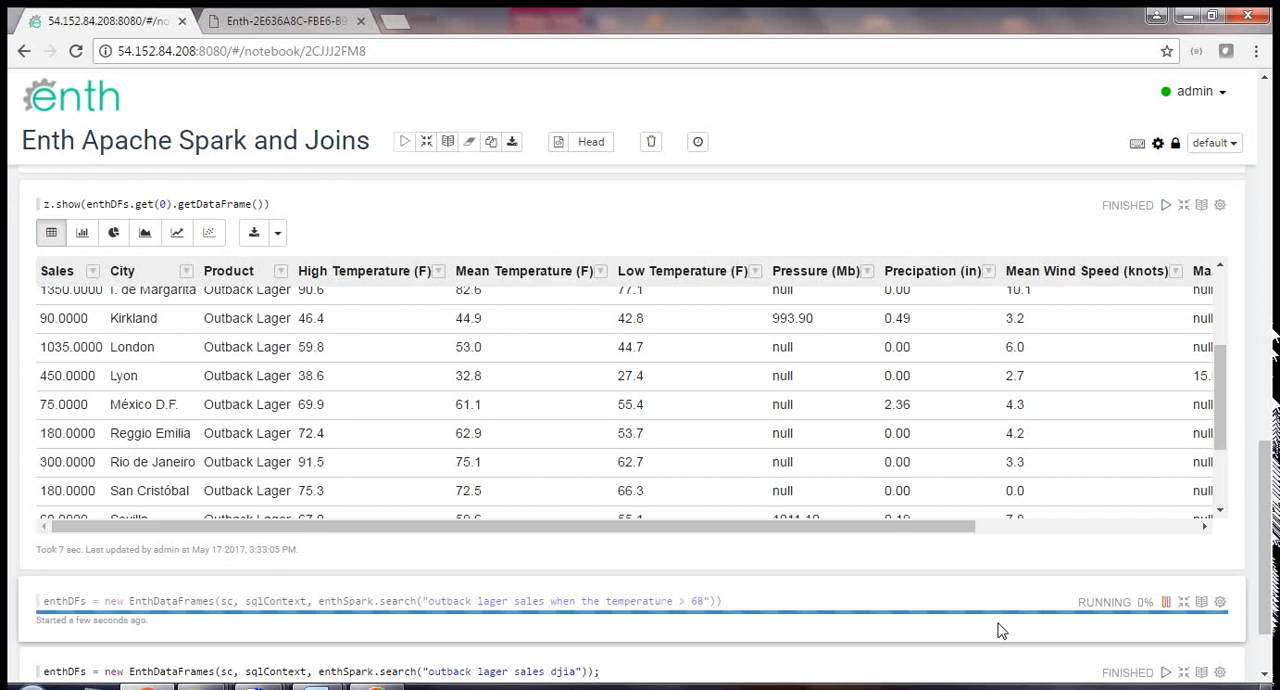 54.152.84.208:8080/#/no
Enth-2E636A8C-FBE6-B9
54.152.84.208:8080/#/notebook/2CJJJ2FM8
enth
admin
Enth Apache Spark and Joins
Head
default
z.show(enthDFs.get(0).getDataFrame())
FINISHED
Sales City Product High Temperature (F) Mean Temperature (F) Low Temperature (F) Pressure (Mb) Precipation (in) Mean Wind Speed (knots) Ma
1350.0000 I. de Margarita Outback Lager 90.6 82.6 77.1 null 0.00 10.1 null
90.0000 Kirkland Outback Lager 46.4 44.9 42.8 993.90 0.49 3.2 null
1035.0000 London Outback Lager 59.8 53.0 44.7 null 0.00 6.0 null
450.0000 Lyon Outback Lager 38.6 32.8 27.4 null 0.00 2.7 15.
75.0000 México D.F. Outback Lager 69.9 61.1 55.4 null 2.36 4.3 null
180.0000 Reggio Emilia Outback Lager 72.4 62.9 53.7 null 0.00 4.2 null
300.0000 Rio de Janeiro Outback Lager 91.5 75.1 62.7 null 0.00 3.3 null
180.0000 San Cristóbal Outback Lager 75.3 72.5 66.3 null 0.00 0.0 null
Outback Lager
Took 7 sec. Last updated by admin at May 17 2017, 3:33:05 PM.
enthDFs = new EnthDataFrames(sc, sqlContext, enthSpark.search("outback lager sales when the temperature > 68"))
RUNNING 0%
Started a few seconds ago.
enthDFs = new EnthDataFrames(sc, sqlContext, enthSpark.search("outback lager sales djia"));
FINISHED